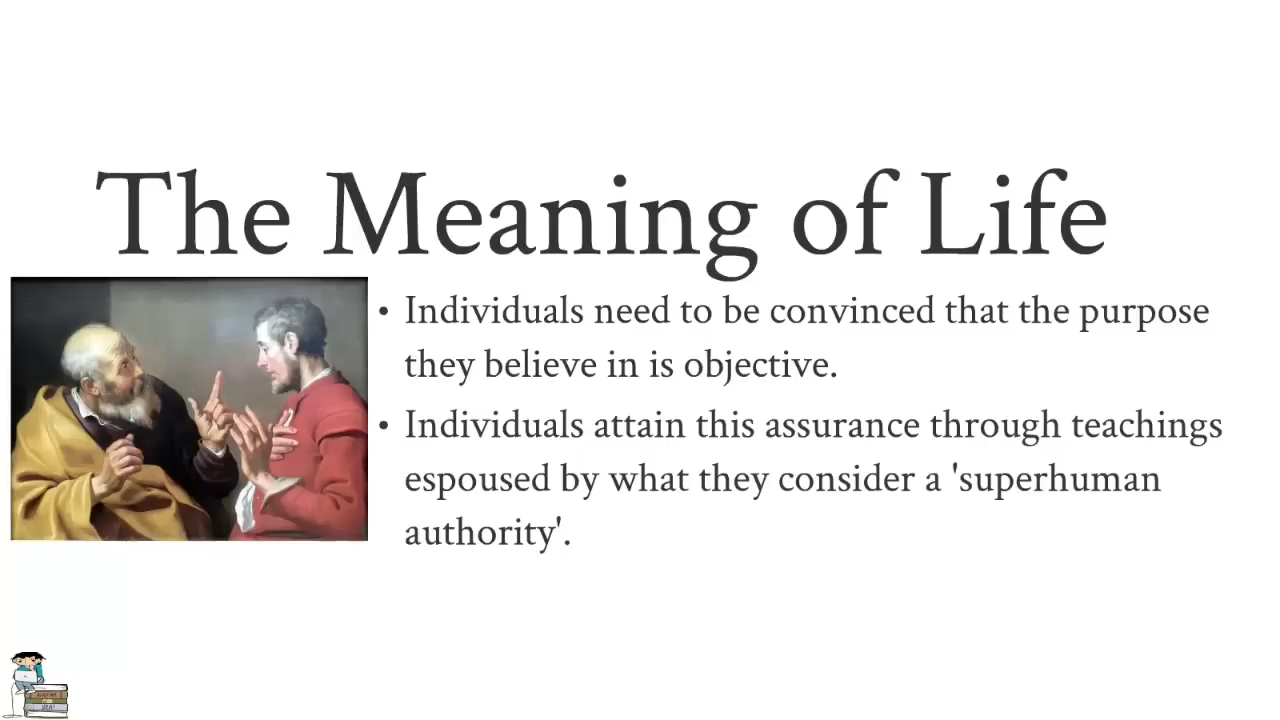 The Meaning of Life
• Individuals need to be convinced that the purpose
they believe in is objective.
• Individuals attain this assurance through teachings
espoused by what they consider a 'superhuman
authority'.